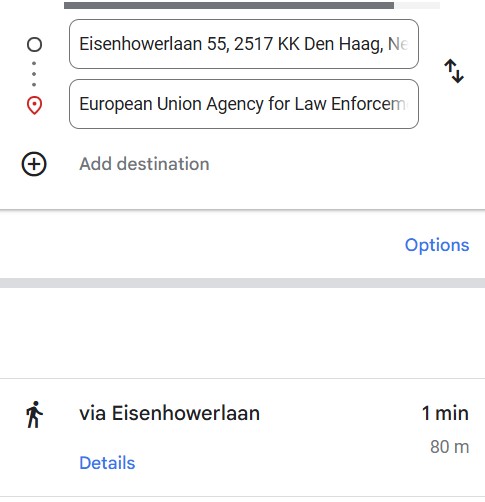 Eisenhowerlaan 55, 2517 KK Den Haag, Ne
European Union Agency for Law Enforcem
Add destination
Options
via Eisenhowerlaan
1 min
80 m
Details